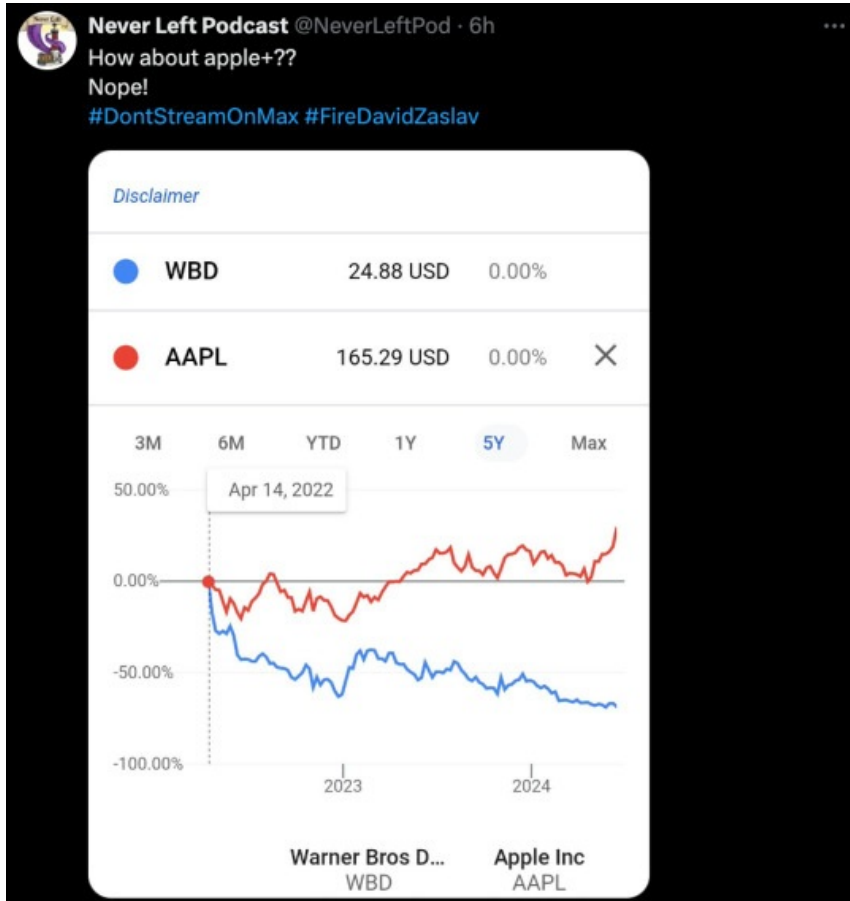 Never Left Podcast @NeverLeftPod · 6h
How about apple+??
Nope!
#DontStreamOnMax #FireDavidZaslav
Disclaimer
WBD 24.88 USD 0.00%
AAPL 165.29 USD 0.00%
3M 6M YTD 1Y 5Y Max
50.00%
Apr 14, 2022
0.00%
-50.00%
-100.00%
2023 2024
Warner Bros D... Apple Inc
WBD AAPL